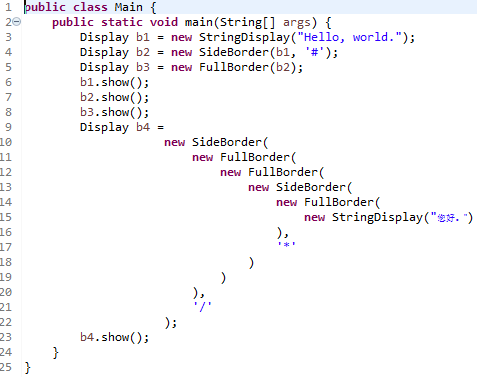 1 public class Main {
2 public static void main(String[] args) {
3 Display b1 = new StringDisplay("Hello, world.");
4 Display b2 = new SideBorder(b1, '#');
5 Display b3 = new FullBorder(b2);
6 b1.show();
7 b2.show();
8 b3.show();
9 Display b4 =
10 new SideBorder(
11 new FullBorder(
12 new FullBorder(
13 new SideBorder(
14 new FullBorder(
15 new StringDisplay("您好.")
16 ),
17 '*'
18 )
19 )
20 ),
21 '/'
22 );
23 b4.show();
24 }
25 }